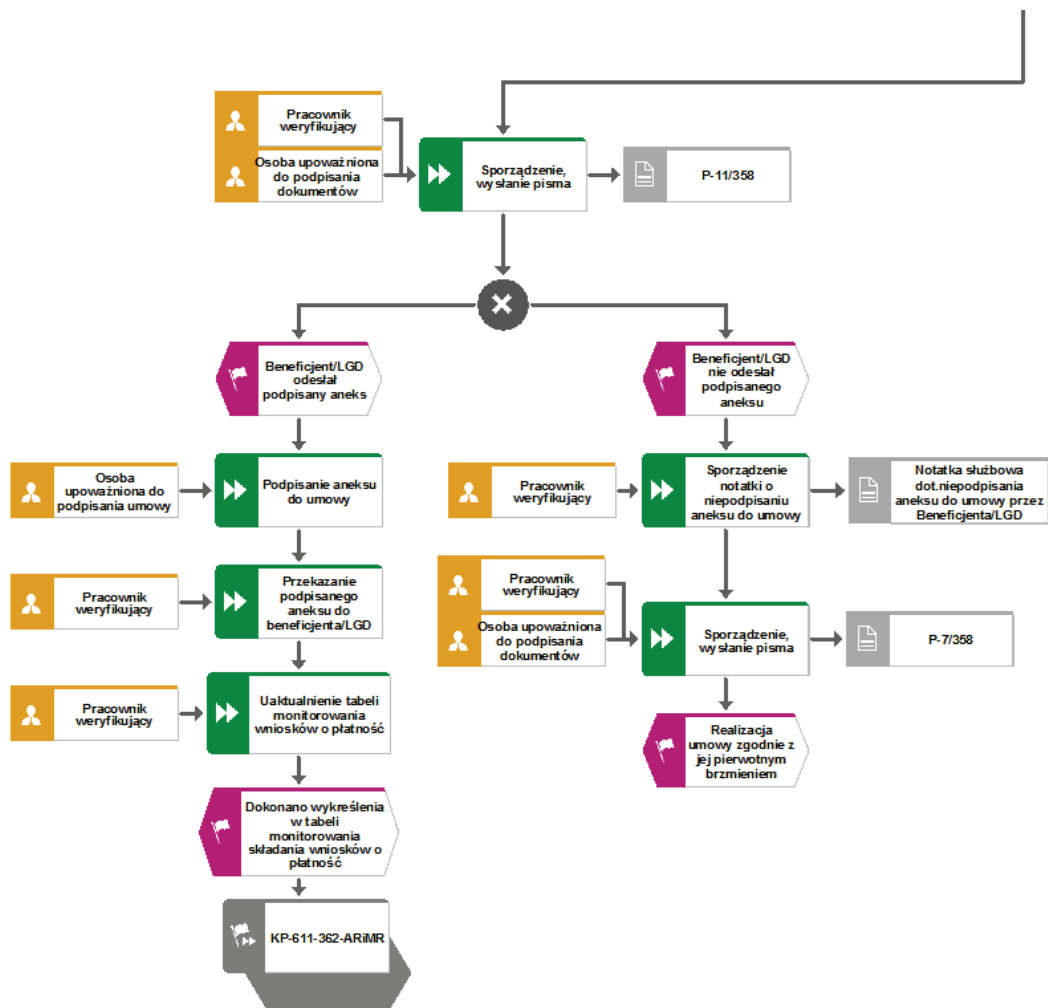 Pracownik
weryfikujący
Osoba upoważniona
do podpisania
dokumentów
Sporządzenie,
wysłanie pisma
P-11/358
Beneficjent/LGD
odesłał
podpisany aneks
Beneficjent/LGD
nie odesłał
podpisanego
aneksu
Osoba
upoważniona do
podpisania umowy
Podpisanie aneksu
do umowy
Pracownik
weryfikujący
Sporządzenie
notatki o
niepodpisaniu
aneksu do umowy
Notatka służbowa
dot.niepodpisania
aneksu do umowy przez
Beneficjenta/LGD
Pracownik
weryfikujący
Przekazanie
podpisanego
aneksu do
beneficjenta/LGD
Pracownik
weryfikujący
Osoba upoważniona
do podpisania
dokumentów
Sporządzenie,
wysłanie pisma
P-7/358
Pracownik
weryfikujący
Uaktualnienie tabeli
monitorowania
wniosków o płatność
Realizacja
umowy zgodnie z
jej pierwotnym
brzmieniem
Dokonano wykreślenia
w tabeli
monitorowania
składania wniosków o
płatność
KP-611-362-ARiMR